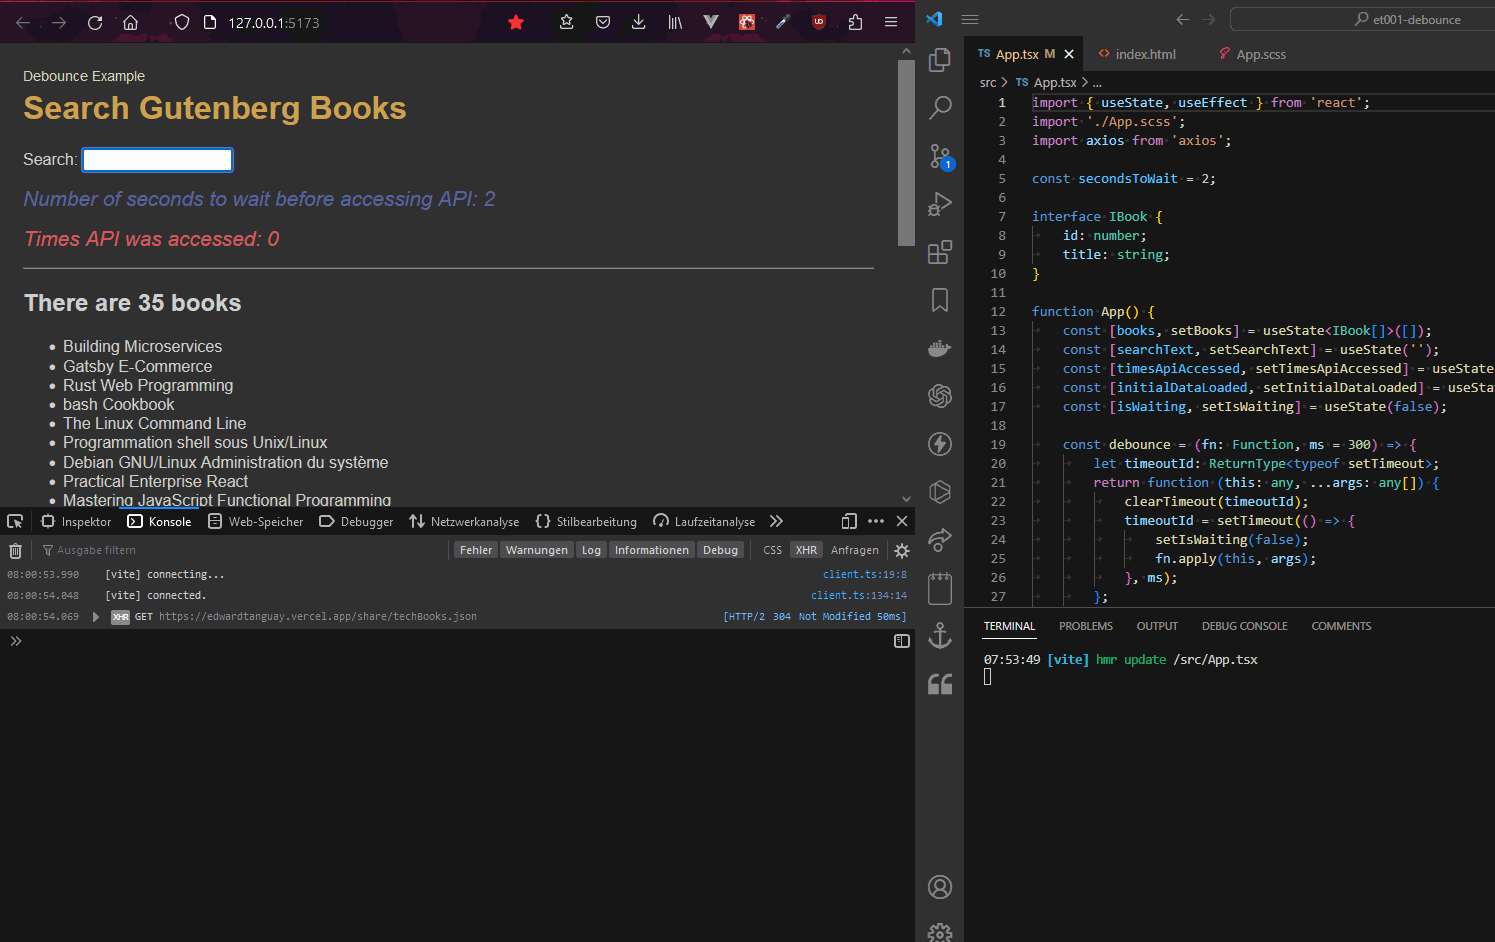 127.0.0.1:5173
Debounce Example
Search Gutenberg Books
Search:
Number of seconds to wait before accessing API: 2
Times API was accessed: 0
There are 35 books
Building Microservices
Gatsby E-Commerce
Rust Web Programming
bash Cookbook
The Linux Command Line
Programmation shell sous Unix/Linux
Debian GNU/Linux Administration du système
Practical Enterprise React
Mastering JavaScript Functional Programming
Inspektor Konsole Web-Speicher Debugger Netzwerkanalyse Stilbearbeitung Laufzeitanalyse
Ausgabe filtern Fehler Warnungen Log Informationen Debug CSS XHR Anfragen
08:00:53.990 [vite] connecting... client.ts:19:8
08:00:54.048 [vite] connected. client.ts:134:14
08:00:54.069 XHR GET https://edwardtanguay.vercel.app/share/techBooks.json [HTTP/2 304 Not Modified 50ms]
et001-debounce
TS App.tsx M index.html App.scss
src > TS App.tsx > ...
1 import { useState, useEffect } from 'react';
2 import './App.scss';
3 import axios from 'axios';
4
5 const secondsToWait = 2;
6
7 interface IBook {
8 id: number;
9 title: string;
10 }
11
12 function App() {
13 const [books, setBooks] = useState<IBook[]>([]);
14 const [searchText, setSearchText] = useState('');
15 const [timesApiAccessed, setTimesApiAccessed] = useState
16 const [initialDataLoaded, setInitialDataLoaded] = useSta
17 const [isWaiting, setIsWaiting] = useState(false);
18
19 const debounce = (fn: Function, ms = 300) => {
20 let timeoutId: ReturnType<typeof setTimeout>;
21 return function (this: any, ...args: any[]) {
22 clearTimeout(timeoutId);
23 timeoutId = setTimeout(() => {
24 setIsWaiting(false);
25 fn.apply(this, args);
26 }, ms);
27 };
TERMINAL PROBLEMS OUTPUT DEBUG CONSOLE COMMENTS
07:53:49 [vite] hmr update /src/App.tsx
1